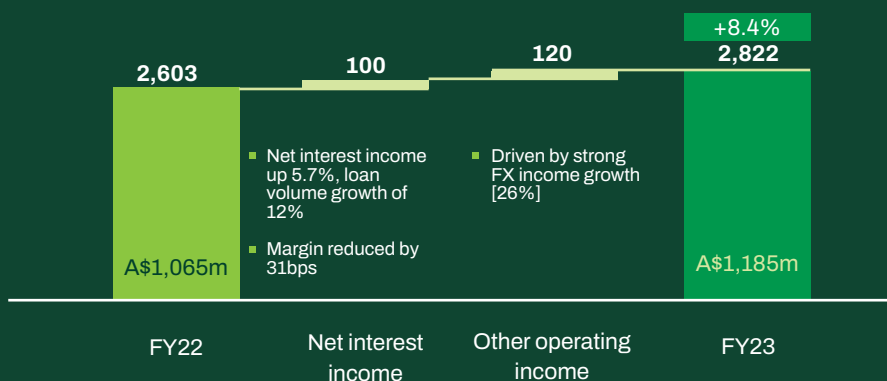 +8.4%
2,603
100
120
2,822
Net interest income
up 5.7%, loan
volume growth of
12%
Margin reduced by
31bps
Driven by strong
FX income growth
[26%]
A$1,065m
A$1,185m
FY22
Net interest
income
Other operating
income
FY23